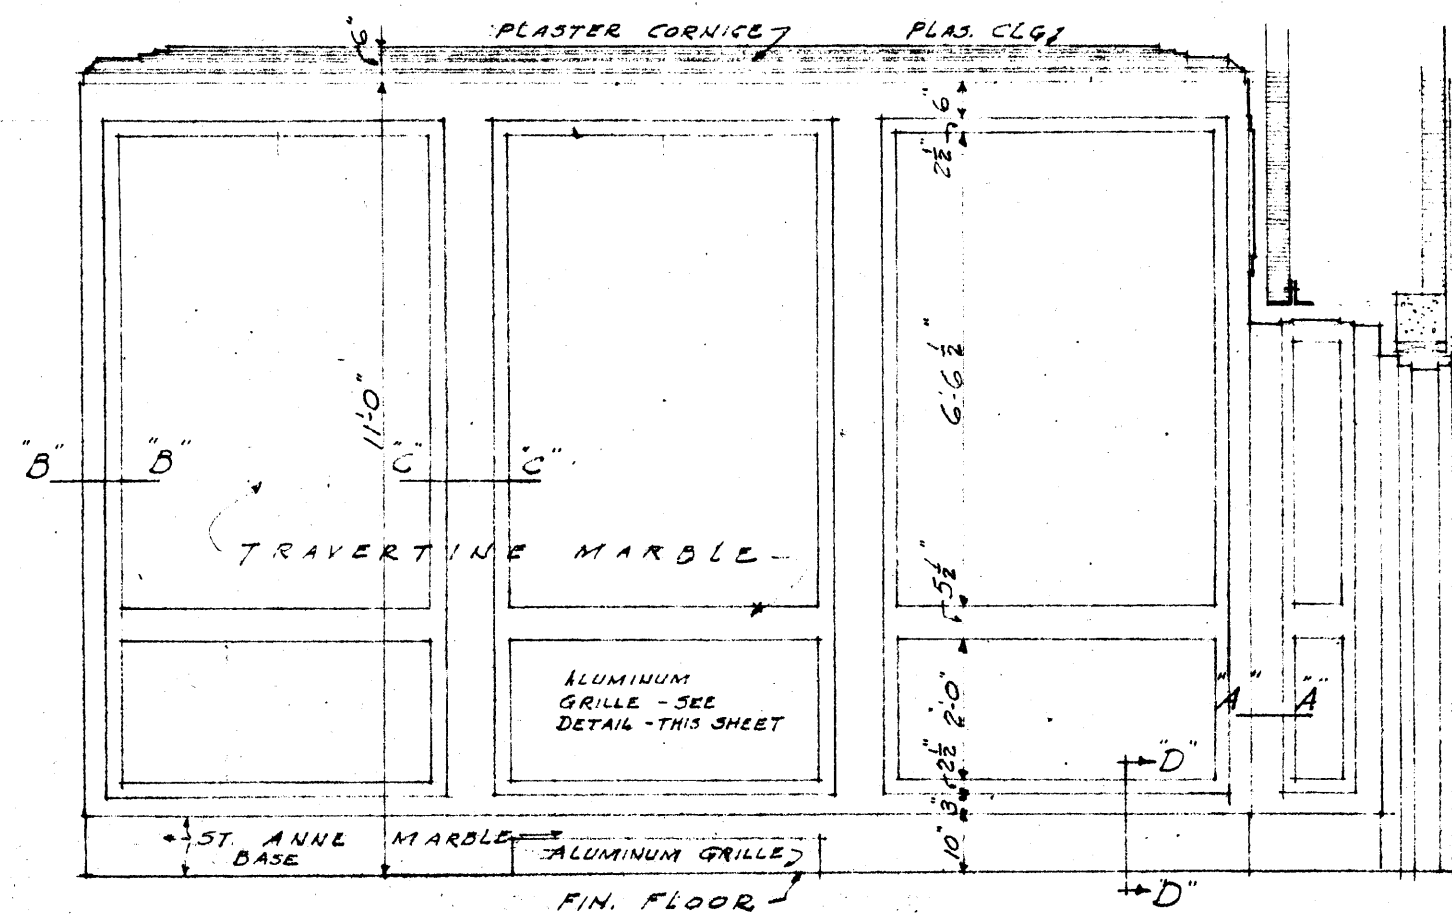 6"
PLASTER CORNICE
PLAS. CLG.
6"
2½"
11'-0"
6'-6½"
"B" "B"
"C" "C"
TRAVERTINE MARBLE
5½"
ALUMINUM
GRILLE - SEE
DETAIL - THIS SHEET
2'-0"
"A" "A"
2½"
3"
"D"
10"
ST. ANNE MARBLE
BASE
ALUMINUM GRILLE
FIN. FLOOR
"D"